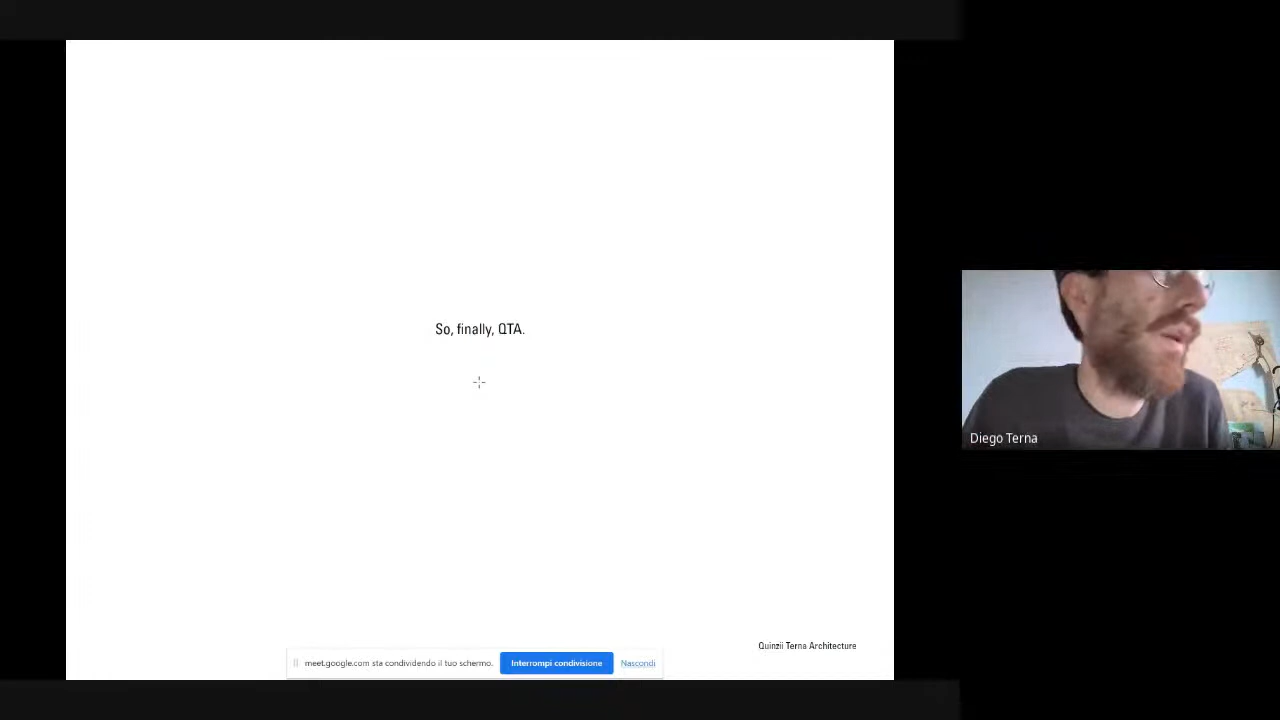 So, finally, QTA.
Diego Terna
Quinzii Terna Architecture
meet.google.com sta condividendo il tuo schermo. Interrompi condivisione Nascondi